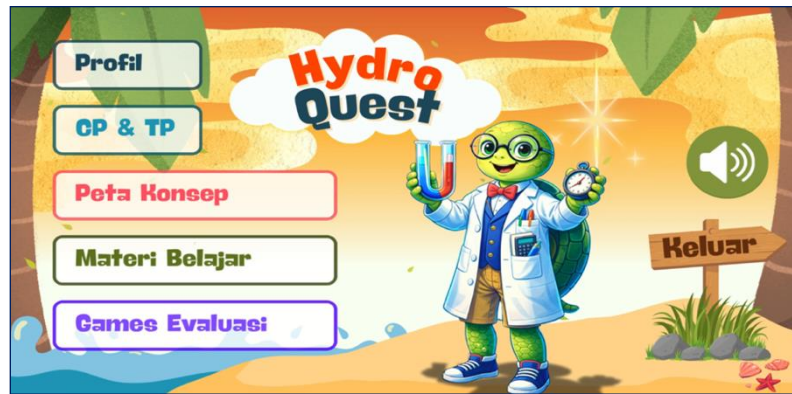 Hydro
Quest
Profil
CP & TP
Peta Konsep
Materi Belajar
Games Evaluasi
Keluar